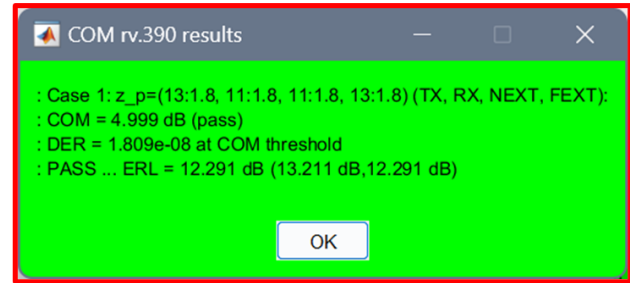 COM rv.390 results
: Case 1: z_p=(13:1.8, 11:1.8, 11:1.8, 13:1.8) (TX, RX, NEXT, FEXT):
: COM = 4.999 dB (pass)
: DER = 1.809e-08 at COM threshold
: PASS ... ERL = 12.291 dB (13.211 dB,12.291 dB)
OK